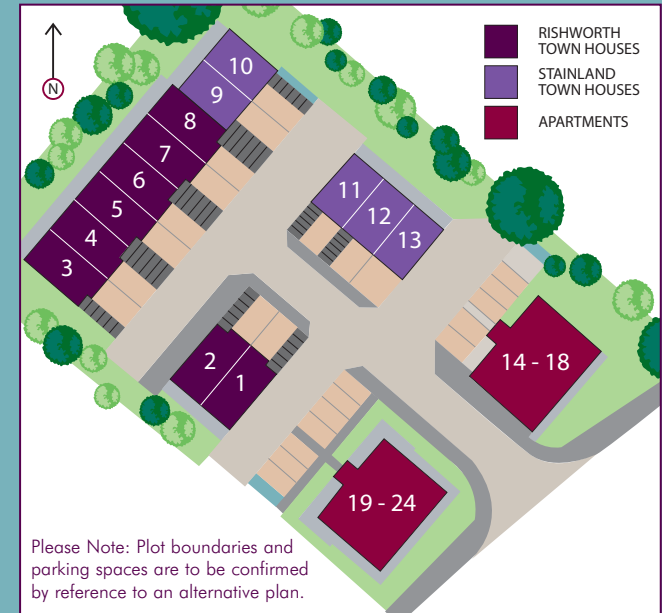 N
RISHWORTH
TOWN HOUSES
STAINLAND
TOWN HOUSES
APARTMENTS
10
9
8
7
6
5
4
3
11
12
13
2
1
14 - 18
19 - 24
Please Note: Plot boundaries and
parking spaces are to be confirmed
by reference to an alternative plan.